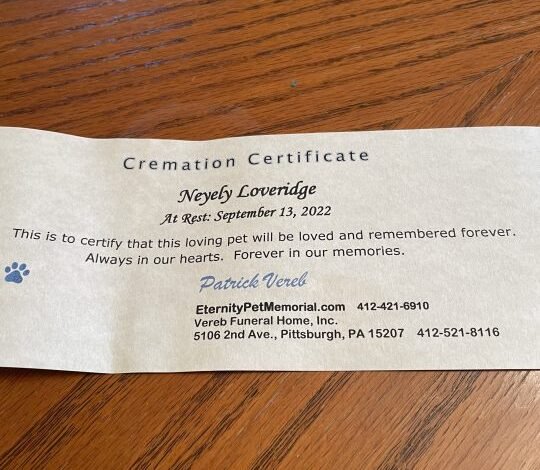 Cremation Certificate
Neyely Loveridge
At Rest: September 13, 2022
This is to certify that this loving pet will be loved and remembered forever.
Always in our hearts. Forever in our memories.
Patrick Vereb
EternityPetMemorial.com 412-421-6910
Vereb Funeral Home, Inc.
5106 2nd Ave., Pittsburgh, PA 15207 412-521-8116